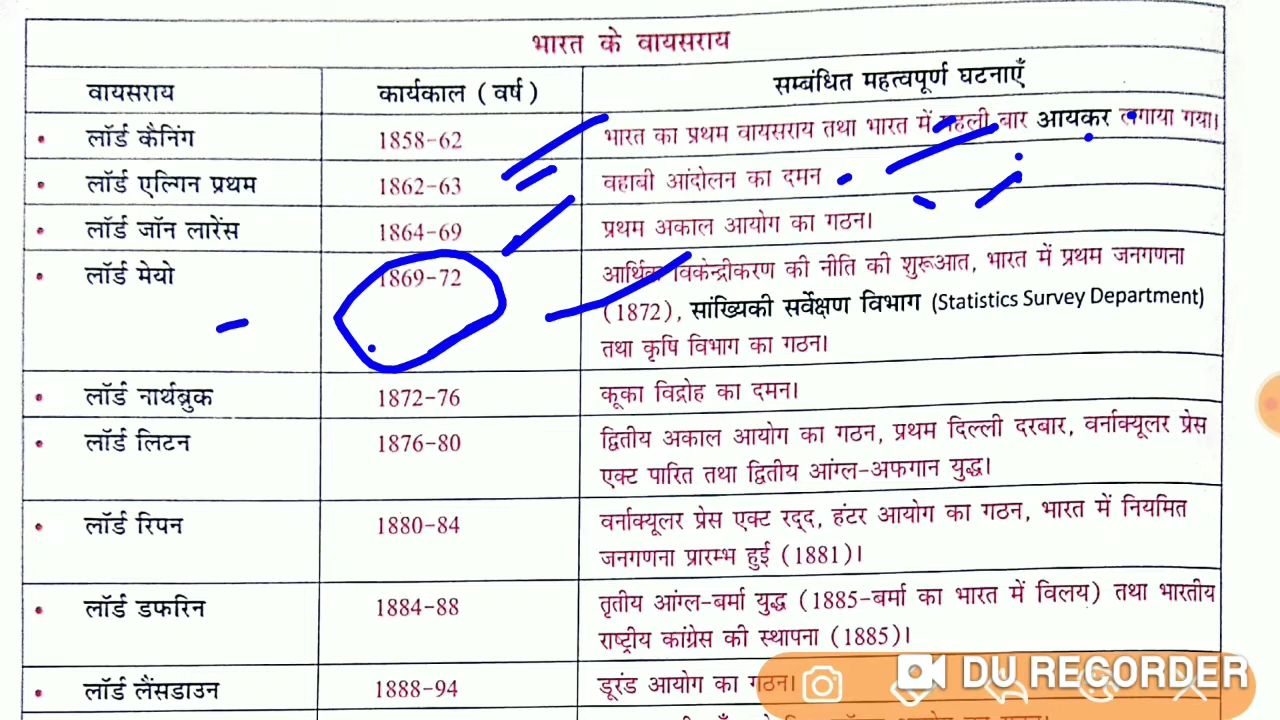 भारत के वायसराय
वायसराय कार्यकाल (वर्ष) सम्बंधित महत्वपूर्ण घटनाएँ
• लॉर्ड कैनिंग 1858-62 भारत का प्रथम वायसराय तथा भारत में पहली बार आयकर लगाया गया।
• लॉर्ड एल्गिन प्रथम 1862-63 वहाबी आंदोलन का दमन
• लॉर्ड जॉन लारेंस 1864-69 प्रथम अकाल आयोग का गठन।
• लॉर्ड मेयो 1869-72 आर्थिक विकेन्द्रीकरण की नीति की शुरूआत, भारत में प्रथम जनगणना
(1872), सांख्यिकी सर्वेक्षण विभाग (Statistics Survey Department)
तथा कृषि विभाग का गठन।
• लॉर्ड नार्थब्रुक 1872-76 कूका विद्रोह का दमन।
• लॉर्ड लिटन 1876-80 द्वितीय अकाल आयोग का गठन, प्रथम दिल्ली दरबार, वर्नाक्यूलर प्रेस
एक्ट पारित तथा द्वितीय आंग्ल-अफगान युद्ध।
• लॉर्ड रिपन 1880-84 वर्नाक्यूलर प्रेस एक्ट रद्द, हंटर आयोग का गठन, भारत में नियमित
जनगणना प्रारम्भ हुई (1881)।
• लॉर्ड डफरिन 1884-88 तृतीय आंग्ल-बर्मा युद्ध (1885-बर्मा का भारत में विलय) तथा भारतीय
राष्ट्रीय कांग्रेस की स्थापना (1885)।
• लॉर्ड लैंसडाउन 1888-94 डूरंड आयोग का गठन।
DU RECORDER